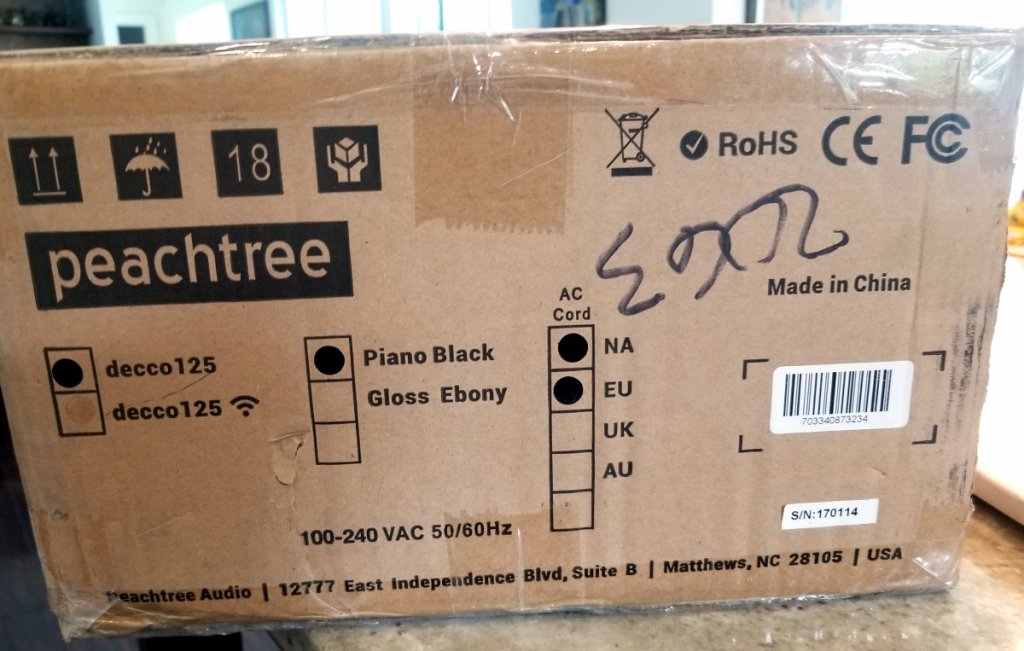 18
RoHS
CE FC
peachtree
Made in China
AC
Cord
decco125
decco125
Piano Black
Gloss Ebony
NA
EU
UK
AU
703340873234
S/N:170114
100-240 VAC 50/60Hz
Peachtree Audio | 12777 East Independence Blvd, Suite B | Matthews, NC 28105 | USA